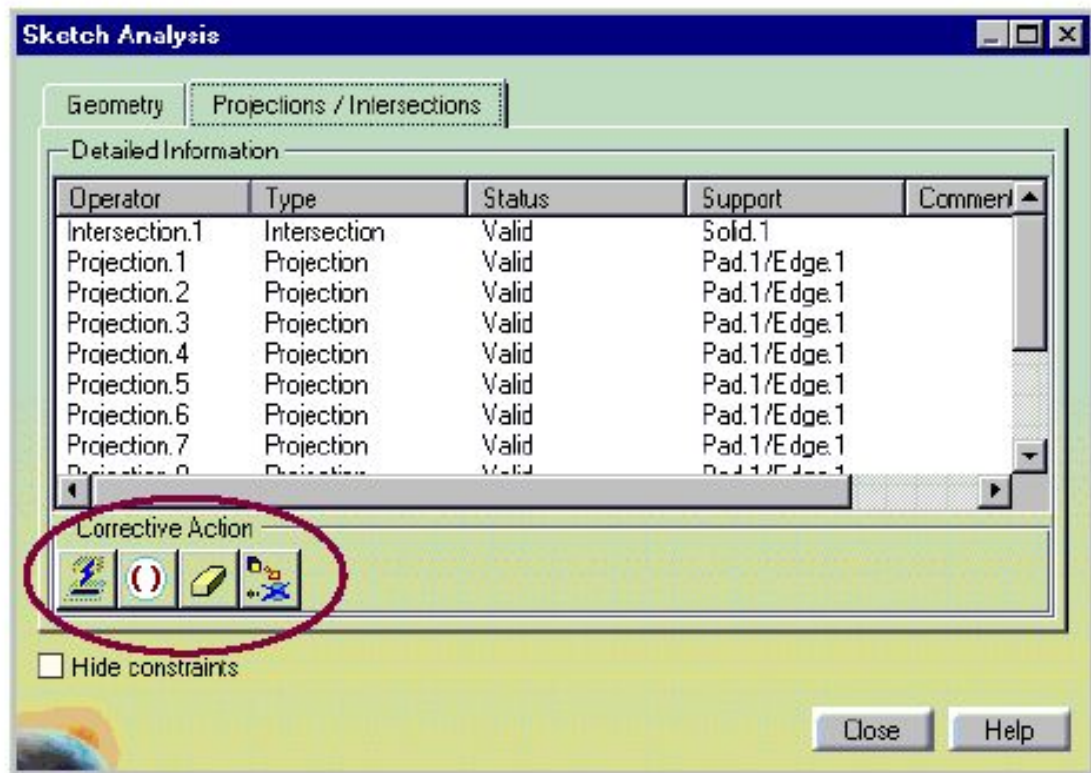 Sketch Analysis
Geometry Projections / Intersections
Detailed Information
Operator Type Status Support Comment
Intersection.1 Intersection Valid Solid.1
Projection.1 Projection Valid Pad.1/Edge.1
Projection.2 Projection Valid Pad.1/Edge.1
Projection.3 Projection Valid Pad.1/Edge.1
Projection.4 Projection Valid Pad.1/Edge.1
Projection.5 Projection Valid Pad.1/Edge.1
Projection.6 Projection Valid Pad.1/Edge.1
Projection.7 Projection Valid Pad.1/Edge.1
Corrective Action
Hide constraints
Close Help